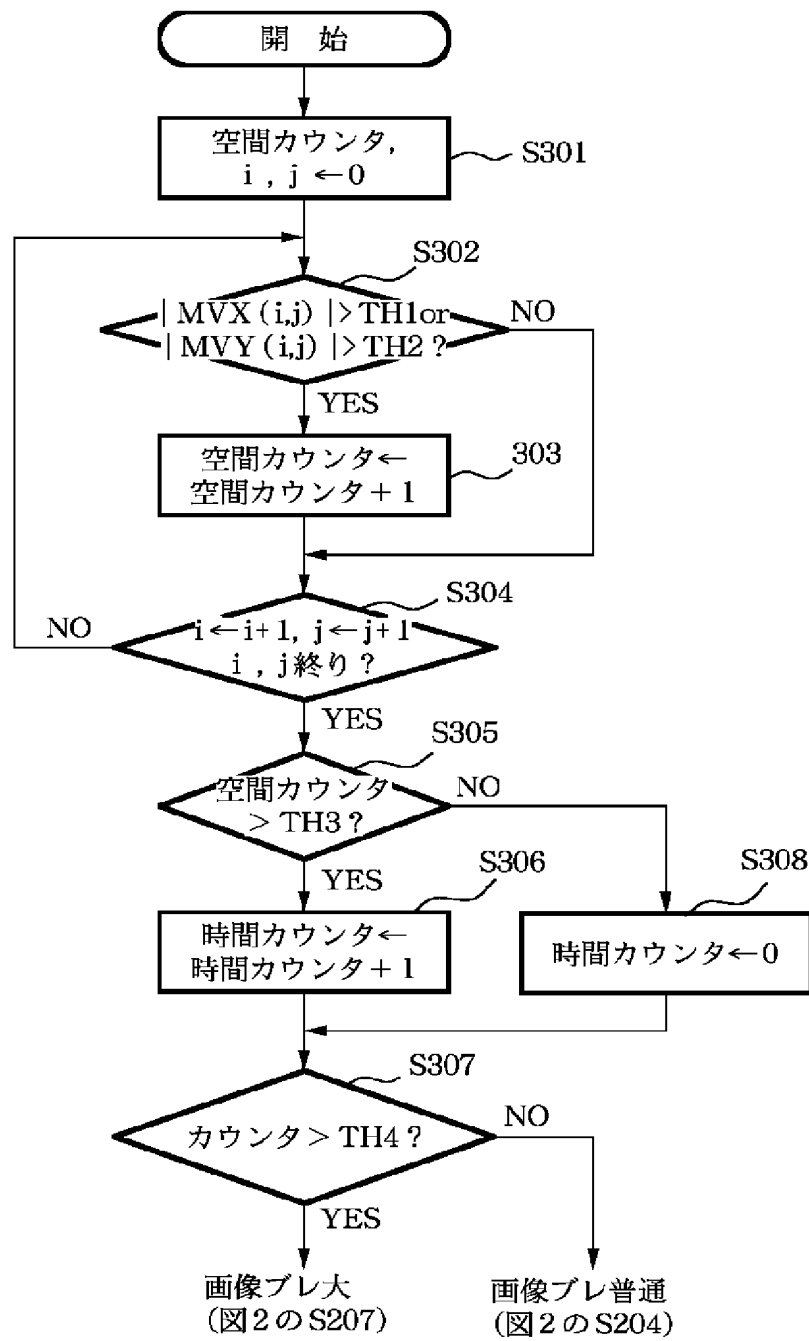 開 始
空間カウンタ,
i , j ←0
S301
S302
| MVX (i,j) |>TH1or
| MVY (i,j) |>TH2 ?
NO
YES
空間カウンタ←
空間カウンタ+1
303
S304
i←i+1, j←j+1
i , j終り?
NO
YES
S305
空間カウンタ
> TH3 ?
NO
YES
S306
時間カウンタ←
時間カウンタ+1
S308
時間カウンタ←0
S307
カウンタ> TH4 ?
NO
YES
画像ブレ大
(図2のS207)
画像ブレ普通
(図2のS204)